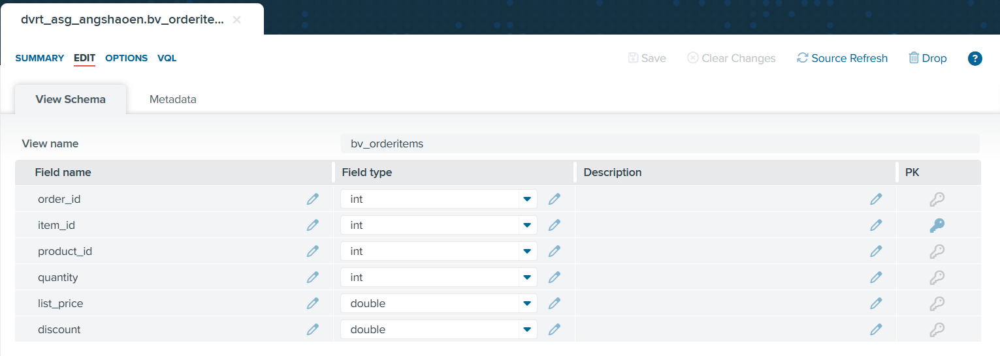 dvrt_asg_angshaoen.bv_orderite...
SUMMARY EDIT OPTIONS VQL Save Clear Changes Source Refresh Drop ?
View Schema Metadata
View name bv_orderitems
Field name Field type Description PK
order_id int
item_id int
product_id int
quantity int
list_price double
discount double